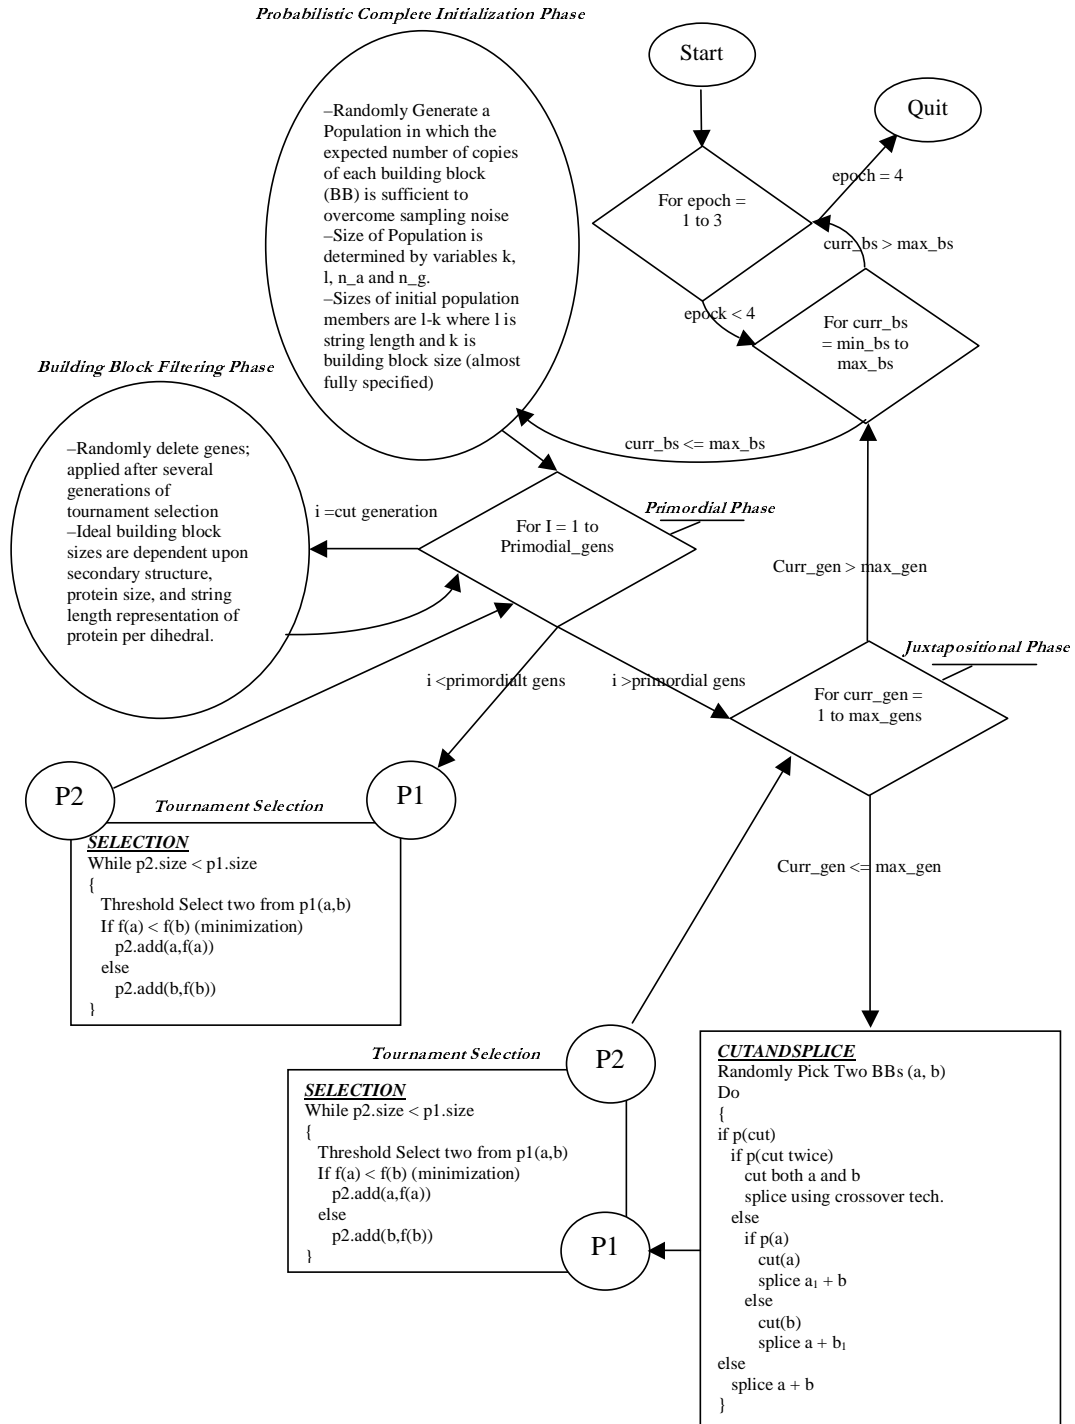 Probabilistic Complete Initialization Phase
Start
Quit
–Randomly Generate a
Population in which the
expected number of copies
of each building block
(BB) is sufficient to
overcome sampling noise
–Size of Population is
determined by variables k,
l, n_a and n_g.
–Sizes of initial population
members are l-k where l is
string length and k is
building block size (almost
fully specified)
For epoch =
1 to 3
epoch = 4
curr_bs > max_bs
epock < 4
For curr_bs
= min_bs to
max_bs
curr_bs <= max_bs
Building Block Filtering Phase
–Randomly delete genes;
applied after several
generations of
tournament selection
–Ideal building block
sizes are dependent upon
secondary structure,
protein size, and string
length representation of
protein per dihedral.
i =cut generation
For I = 1 to
Primodial_gens
Primordial Phase
Curr_gen > max_gen
Juxtapositional Phase
i <primordialt gens
i >primordial gens
For curr_gen =
1 to max_gens
P2
P1
Tournament Selection
SELECTION
While p2.size < p1.size
{
Threshold Select two from p1(a,b)
If f(a) < f(b) (minimization)
p2.add(a,f(a))
else
p2.add(b,f(b))
}
Curr_gen <= max_gen
Tournament Selection
P2
SELECTION
While p2.size < p1.size
{
Threshold Select two from p1(a,b)
If f(a) < f(b) (minimization)
p2.add(a,f(a))
else
p2.add(b,f(b))
}
P1
CUTANDSPLICE
Randomly Pick Two BBs (a, b)
Do
{
if p(cut)
if p(cut twice)
cut both a and b
splice using crossover tech.
else
if p(a)
cut(a)
splice a₁ + b
else
cut(b)
splice a + b₁
else
splice a + b
}